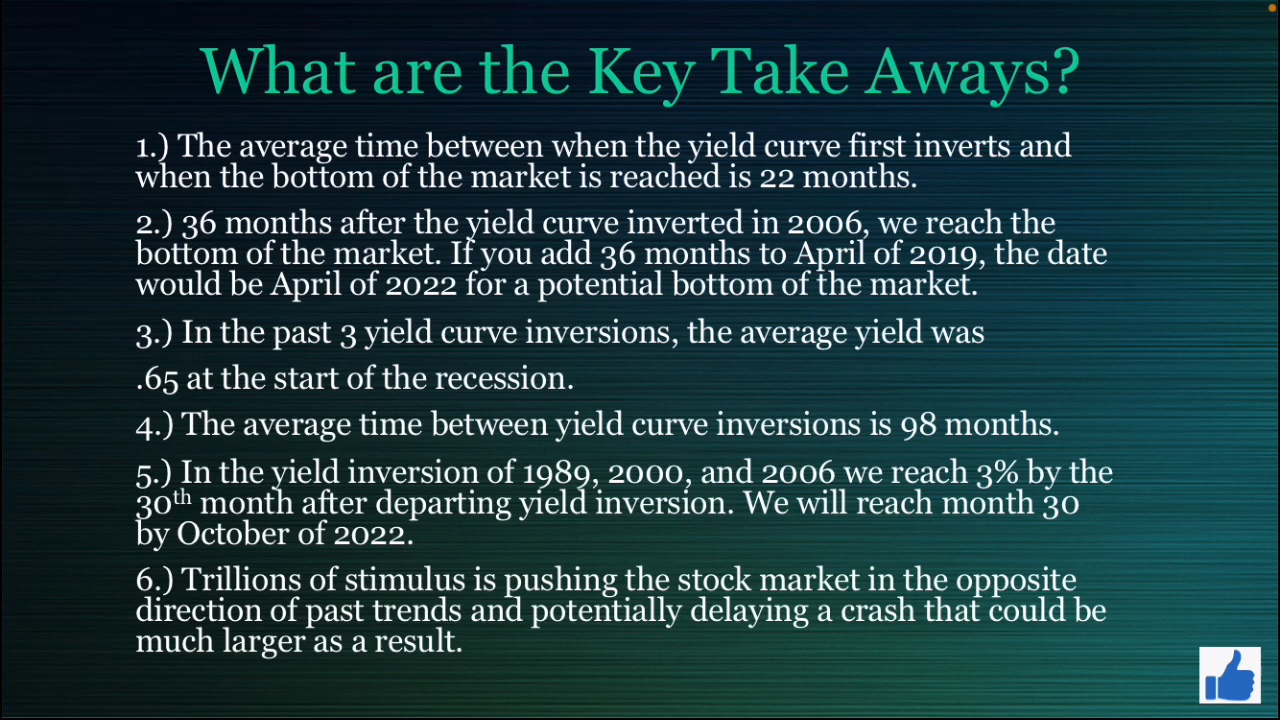 What are the Key Take Aways?
1.) The average time between when the yield curve first inverts and
when the bottom of the market is reached is 22 months.
2.) 36 months after the yield curve inverted in 2006, we reach the
bottom of the market. If you add 36 months to April of 2019, the date
would be April of 2022 for a potential bottom of the market.
3.) In the past 3 yield curve inversions, the average yield was
.65 at the start of the recession.
4.) The average time between yield curve inversions is 98 months.
5.) In the yield inversion of 1989, 2000, and 2006 we reach 3% by the
30th month after departing yield inversion. We will reach month 30
by October of 2022.
6.) Trillions of stimulus is pushing the stock market in the opposite
direction of past trends and potentially delaying a crash that could be
much larger as a result.